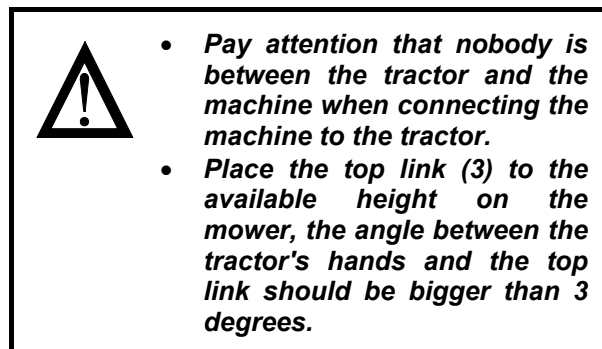 • Pay attention that nobody is
between the tractor and the
machine when connecting the
machine to the tractor.
• Place the top link (3) to the
available height on the
mower, the angle between the
tractor's hands and the top
link should be bigger than 3
degrees.